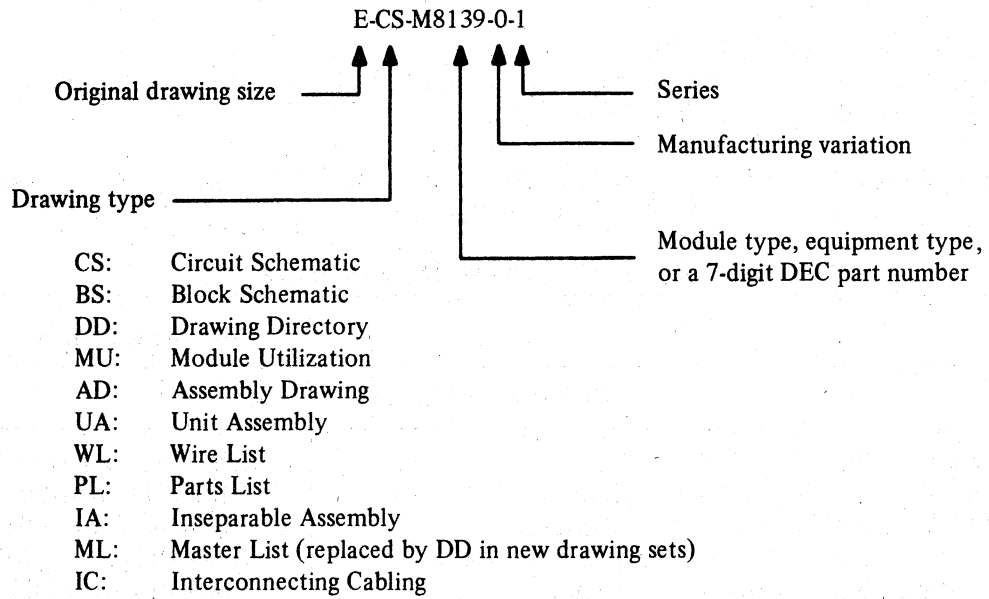 E-CS-M8139-0-1
Original drawing size
Series
Manufacturing variation
Drawing type
Module type, equipment type,
or a 7-digit DEC part number
CS: Circuit Schematic
BS: Block Schematic
DD: Drawing Directory
MU: Module Utilization
AD: Assembly Drawing
UA: Unit Assembly
WL: Wire List
PL: Parts List
IA: Inseparable Assembly
ML: Master List (replaced by DD in new drawing sets)
IC: Interconnecting Cabling